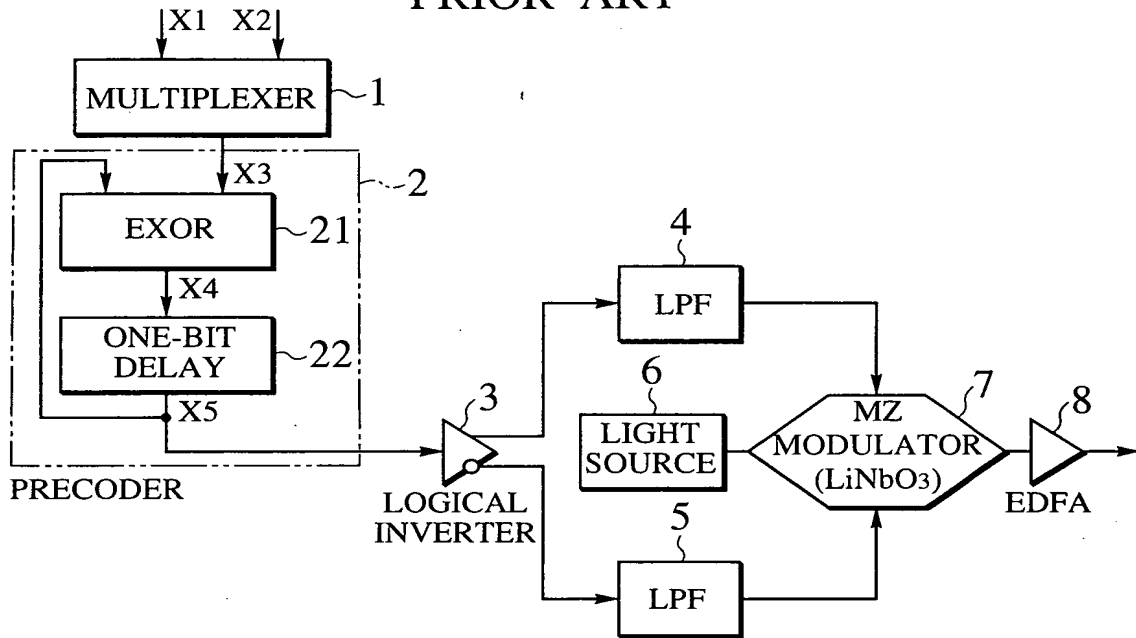 PRIOR ART
X1 X2
MULTIPLEXER 1
X3
2
EXOR 21
X4
ONE-BIT
DELAY 22
X5
PRECODER
3
LOGICAL
INVERTER
4
LPF
6
LIGHT
SOURCE
5
LPF
7
MZ
MODULATOR
(LiNbO3)
8
EDFA